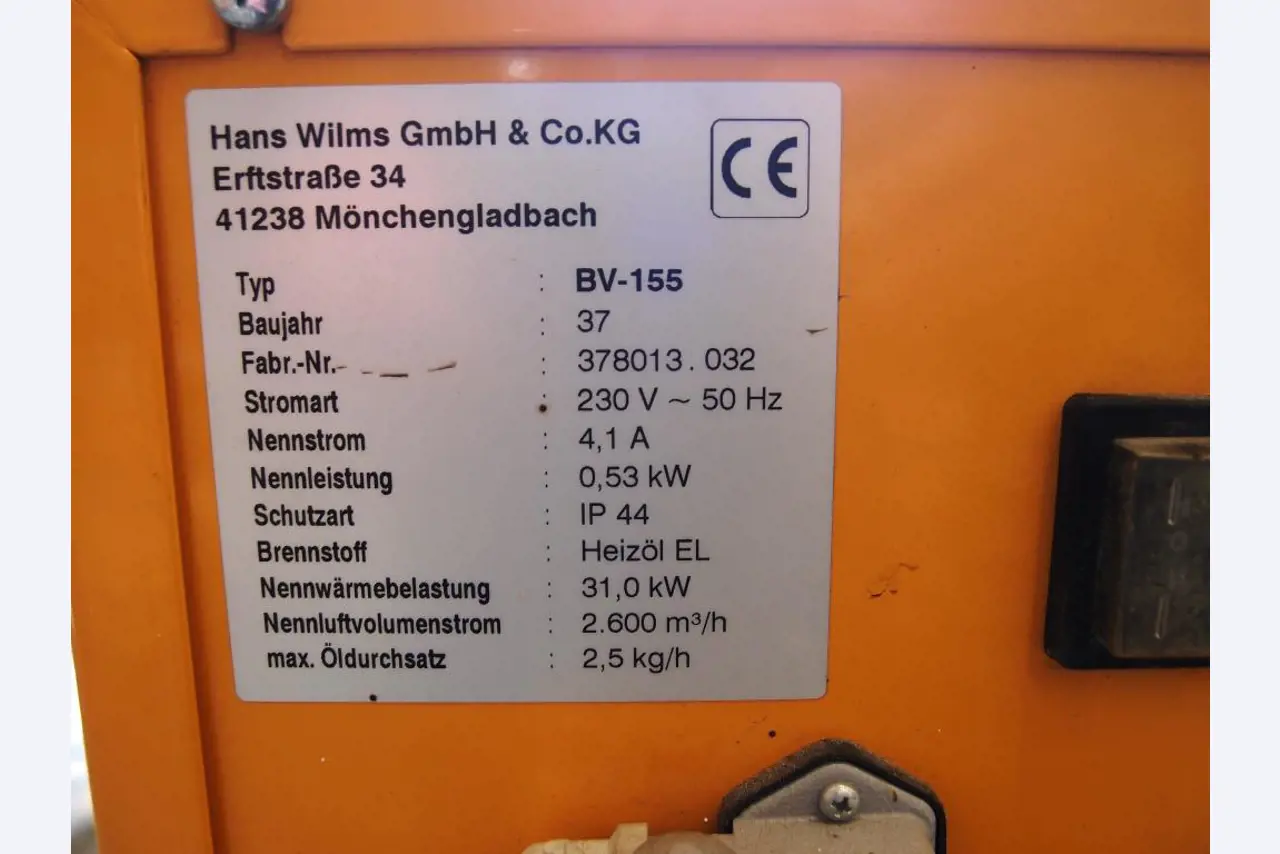 Hans Wilms GmbH & Co.KG
Erftstraße 34
41238 Mönchengladbach
CE
Typ : BV-155
Baujahr : 37
Fabr.-Nr. : 378013.032
Stromart : 230 V ~ 50 Hz
Nennstrom : 4,1 A
Nennleistung : 0,53 kW
Schutzart : IP 44
Brennstoff : Heizöl EL
Nennwärmebelastung : 31,0 kW
Nennluftvolumenstrom : 2.600 m³/h
max. Öldurchsatz : 2,5 kg/h